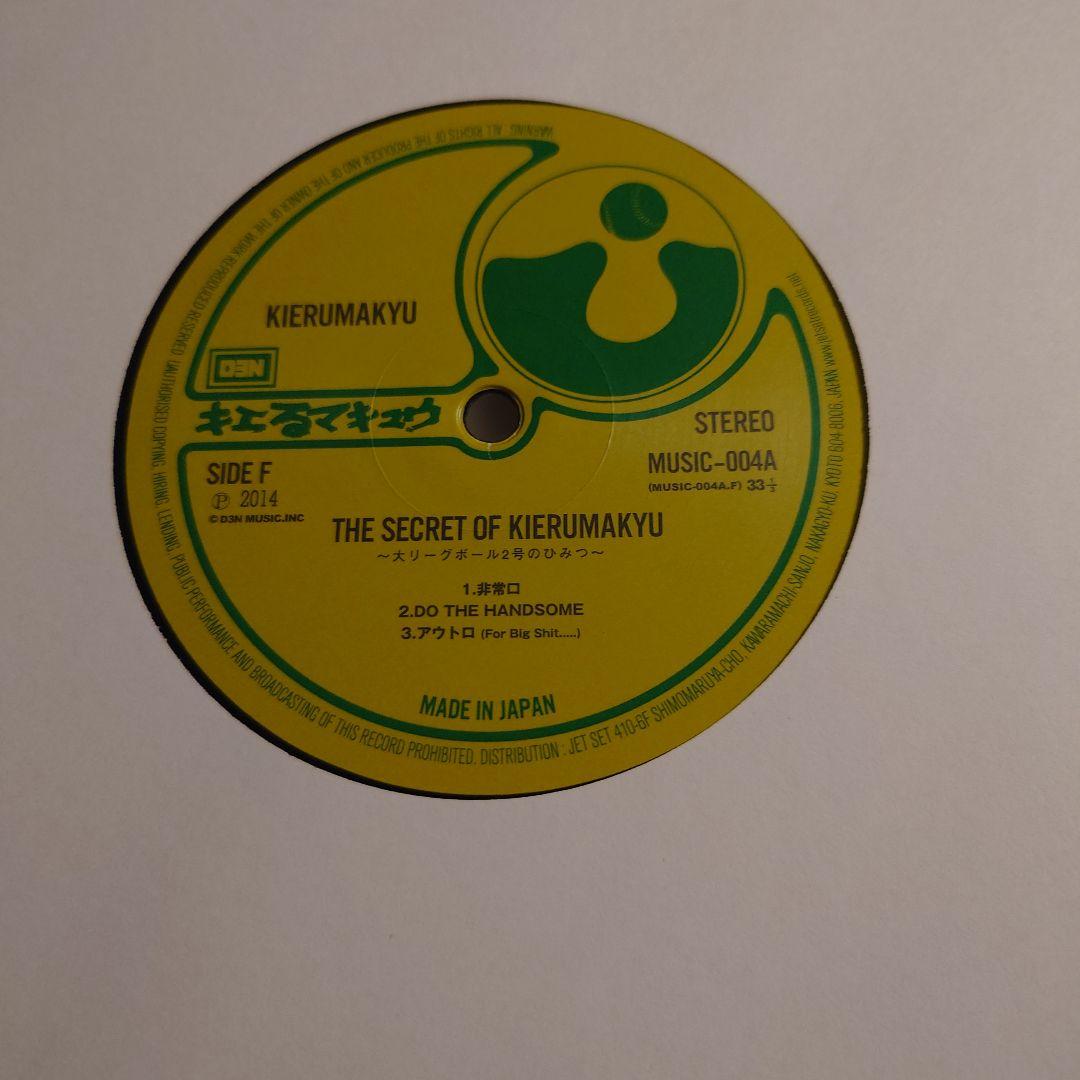 KIERUMAKYU
NEO
キエるマキュウ
SIDE F
Ⓟ 2014
© D3N MUSIC.INC
STEREO
MUSIC-004A
(MUSIC-004A.F) 33⅓
THE SECRET OF KIERUMAKYU
～大リーグボール2号のひみつ～
1.非常口
2.DO THE HANDSOME
3.アウトロ (For Big Shit.....)
MADE IN JAPAN
WARNING : ALL RIGHTS OF THE PRODUCER AND OF THE OWNER OF THE WORK REPRODUCED RESERVED. UAUTHORISED COPYING, HIRING, LENDING, PUBLIC PERFORMANCE AND BROADCASTING OF THIS RECORD PROHIBITED. DISTRIBUTION : JET SET 410-6F SHIMOMARUYA-CHO, KAWARAMACHI-SANJO, NAKAGYO-KU, KYOTO 604-8006, JAPAN